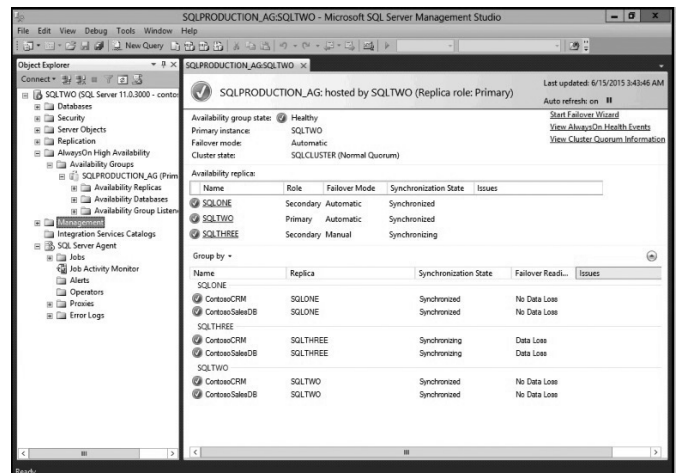 SQLPRODUCTION_AG:SQLTWO - Microsoft SQL Server Management Studio
File Edit View Debug Tools Window Help
New Query
Object Explorer
SQLPRODUCTION_AG:SQLTWO
Connect
SQLTWO (SQL Server 11.0.3000 - contos
Databases
Security
Server Objects
Replication
AlwaysOn High Availability
Availability Groups
SQLPRODUCTION_AG (Prim
Availability Replicas
Availability Databases
Availability Group Listen
Management
Integration Services Catalogs
SQL Server Agent
Jobs
Job Activity Monitor
Alerts
Operators
Proxies
Error Logs
SQLPRODUCTION_AG: hosted by SQLTWO (Replica role: Primary)
Last updated: 6/15/2015 3:43:46 AM
Auto refresh: on
Availability group state: Healthy
Primary instance: SQLTWO
Failover mode: Automatic
Cluster state: SQLCLUSTER (Normal Quorum)
Start Failover Wizard
View AlwaysOn Health Events
View Cluster Quorum Information
Availability replica:
Name Role Failover Mode Synchronization State Issues
SQLONE Secondary Automatic Synchronized
SQLTWO Primary Automatic Synchronized
SQLTHREE Secondary Manual Synchronizing
Group by
Name Replica Synchronization State Failover Readi... Issues
SQLONE
ContosoCRM SQLONE Synchronized No Data Loss
ContosoSalesDB SQLONE Synchronized No Data Loss
SQLTHREE
ContosoCRM SQLTHREE Synchronizing Data Loss
ContosoSalesDB SQLTHREE Synchronizing Data Loss
SQLTWO
ContosoCRM SQLTWO Synchronized No Data Loss
ContosoSalesDB SQLTWO Synchronized No Data Loss
Ready